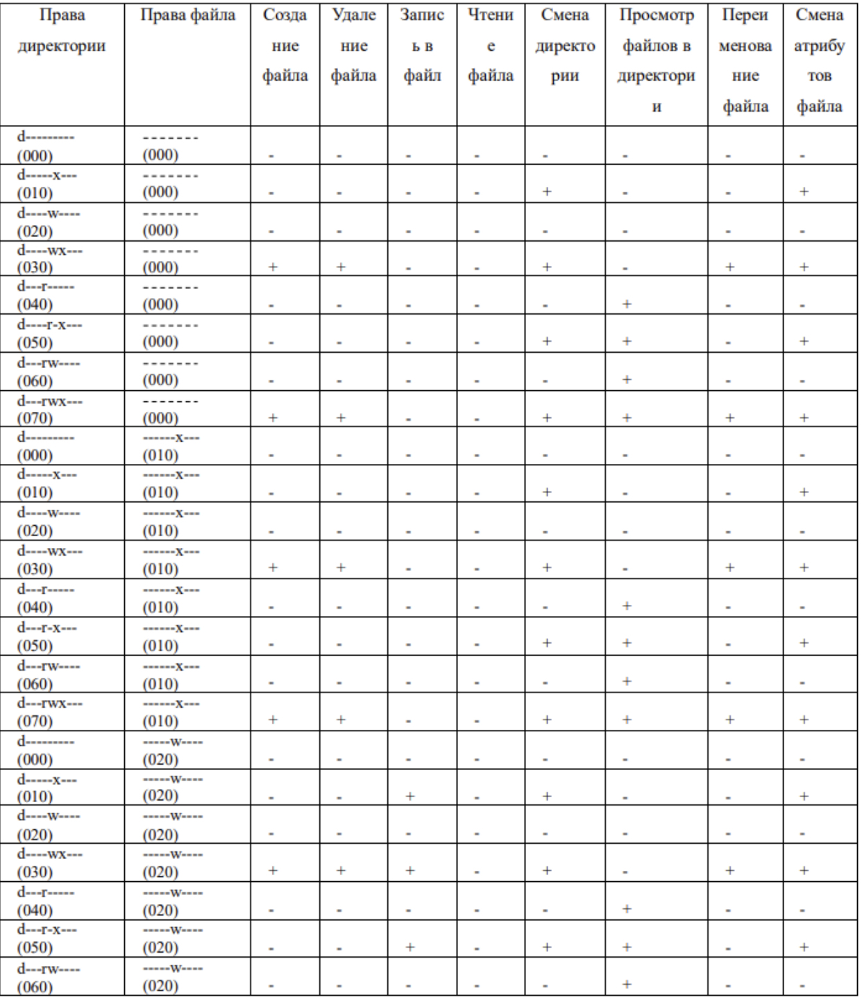 Права Права файла Созда Удале Запис Чтени Смена Просмотр Переи Смена
директории ние ние ь в е директо файлов в менова атрибу
файла файла файл файла рии директори ние тов
и файла файла
d--------- -------
(000) (000) - - - - - - - -
d-----x--- -------
(010) (000) - - - - + - - +
d----w---- -------
(020) (000) - - - - - - - -
d----wx--- -------
(030) (000) + + - - + - + +
d---r----- -------
(040) (000) - - - - - + - -
d----r-x--- -------
(050) (000) - - - - + + - +
d---rw---- -------
(060) (000) - - - - - + - -
d---rwx--- -------
(070) (000) + + - - + + + +
d--------- ------x---
(000) (010) - - - - - - - -
d-----x--- ------x---
(010) (010) - - - - + - - +
d----w---- ------x---
(020) (010) - - - - - - - -
d----wx--- ------x---
(030) (010) + + - - + - + +
d---r----- ------x---
(040) (010) - - - - - + - -
d---r-x--- ------x---
(050) (010) - - - - + + - +
d---rw---- ------x---
(060) (010) - - - - - + - -
d---rwx--- ------x---
(070) (010) + + - - + + + +
d--------- -----w----
(000) (020) - - - - - - - -
d-----x--- -----w----
(010) (020) - - + - + - - +
d----w---- -----w----
(020) (020) - - - - - - - -
d----wx--- -----w----
(030) (020) + + + - + - + +
d---r----- -----w----
(040) (020) - - - - - + - -
d---r-x--- -----w----
(050) (020) - - + - + + - +
d---rw---- -----w----
(060) (020) - - - - - + - -